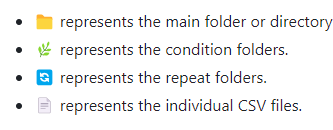 • 📁 represents the main folder or directory
• 🌿 represents the condition folders.
• 🔄 represents the repeat folders.
• 📄 represents the individual CSV files.